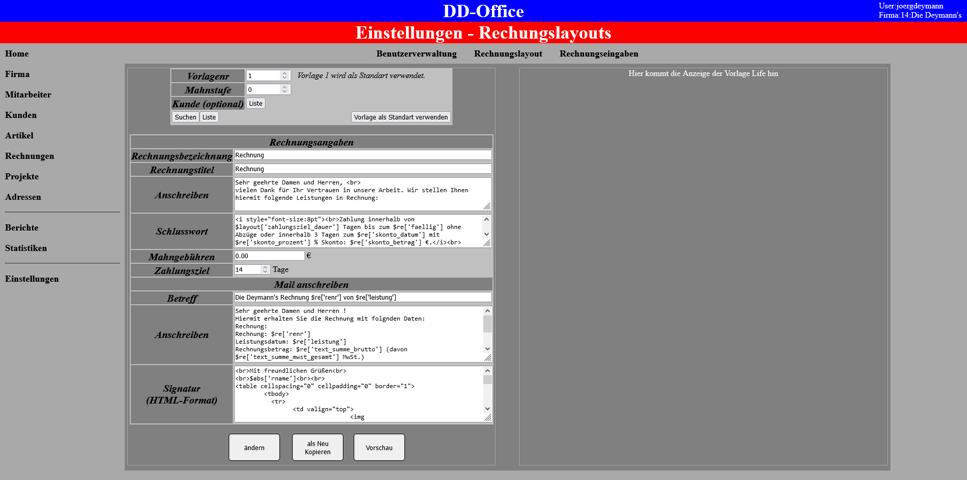 DD-Office
User:joergdeymann
Firma:14:Die Deymann's
Einstellungen - Rechungslayouts
Home
Benutzerverwaltung Rechnungslayout Rechnungseingaben
Firma
Mitarbeiter
Kunden
Artikel
Rechnungen
Projekte
Adressen
Berichte
Statistiken
Einstellungen
Vorlagenr 1 Vorlage 1 wird als Standart verwendet.
Mahnstufe 0
Kunde (optional) Liste
Suchen Liste Vorlage als Standart verwenden
Rechnungsangaben
Rechnungsbezeichnung Rechnung
Rechnungstitel Rechnung
Anschreiben
Sehr geehrte Damen und Herren, <br>
vielen Dank für Ihr Vertrauen in unsere Arbeit. Wir stellen Ihnen
hiermit folgende Leistungen in Rechnung:
Schlusswort
<i style="font-size:8pt"><br>Zahlung innerhalb von
$layout['zahlungsziel_dauer'] Tagen bis zum $re['faellig'] ohne
Abzüge oder innerhalb 3 Tagen zum $re['skonto_datum'] mit
$re['skonto_prozent'] % Skonto: $re['skonto_betrag'] €.</i><br>
Mahngebühren 0.00 €
Zahlungsziel 14 Tage
Mail anschreiben
Betreff Die Deymann's Rechnung $re['renr'] von $re['leistung']
Anschreiben
Sehr geehrte Damen und Herren !
Hiermit erhalten Sie die Rechnung mit folgnden Daten:
Rechnung:
Rechnung: $re['renr']
Leistungsdatum: $re['leistung']
Rechnungsbetrag: $re['text_summe_brutto'] (davon
$re['text_summe_mwst_gesamt'] MwSt.)
Signatur
(HTML-Format)
<br>Mit freundlichen Grüßen<br>
<br>$abs['rname']<br><br>
<table cellspacing="0" cellpadding="0" border="1">
<tbody>
<tr>
<td valign="top">
<img
ändern
als Neu
Kopieren
Vorschau
Hier kommt die Anzeige der Vorlage Life hin